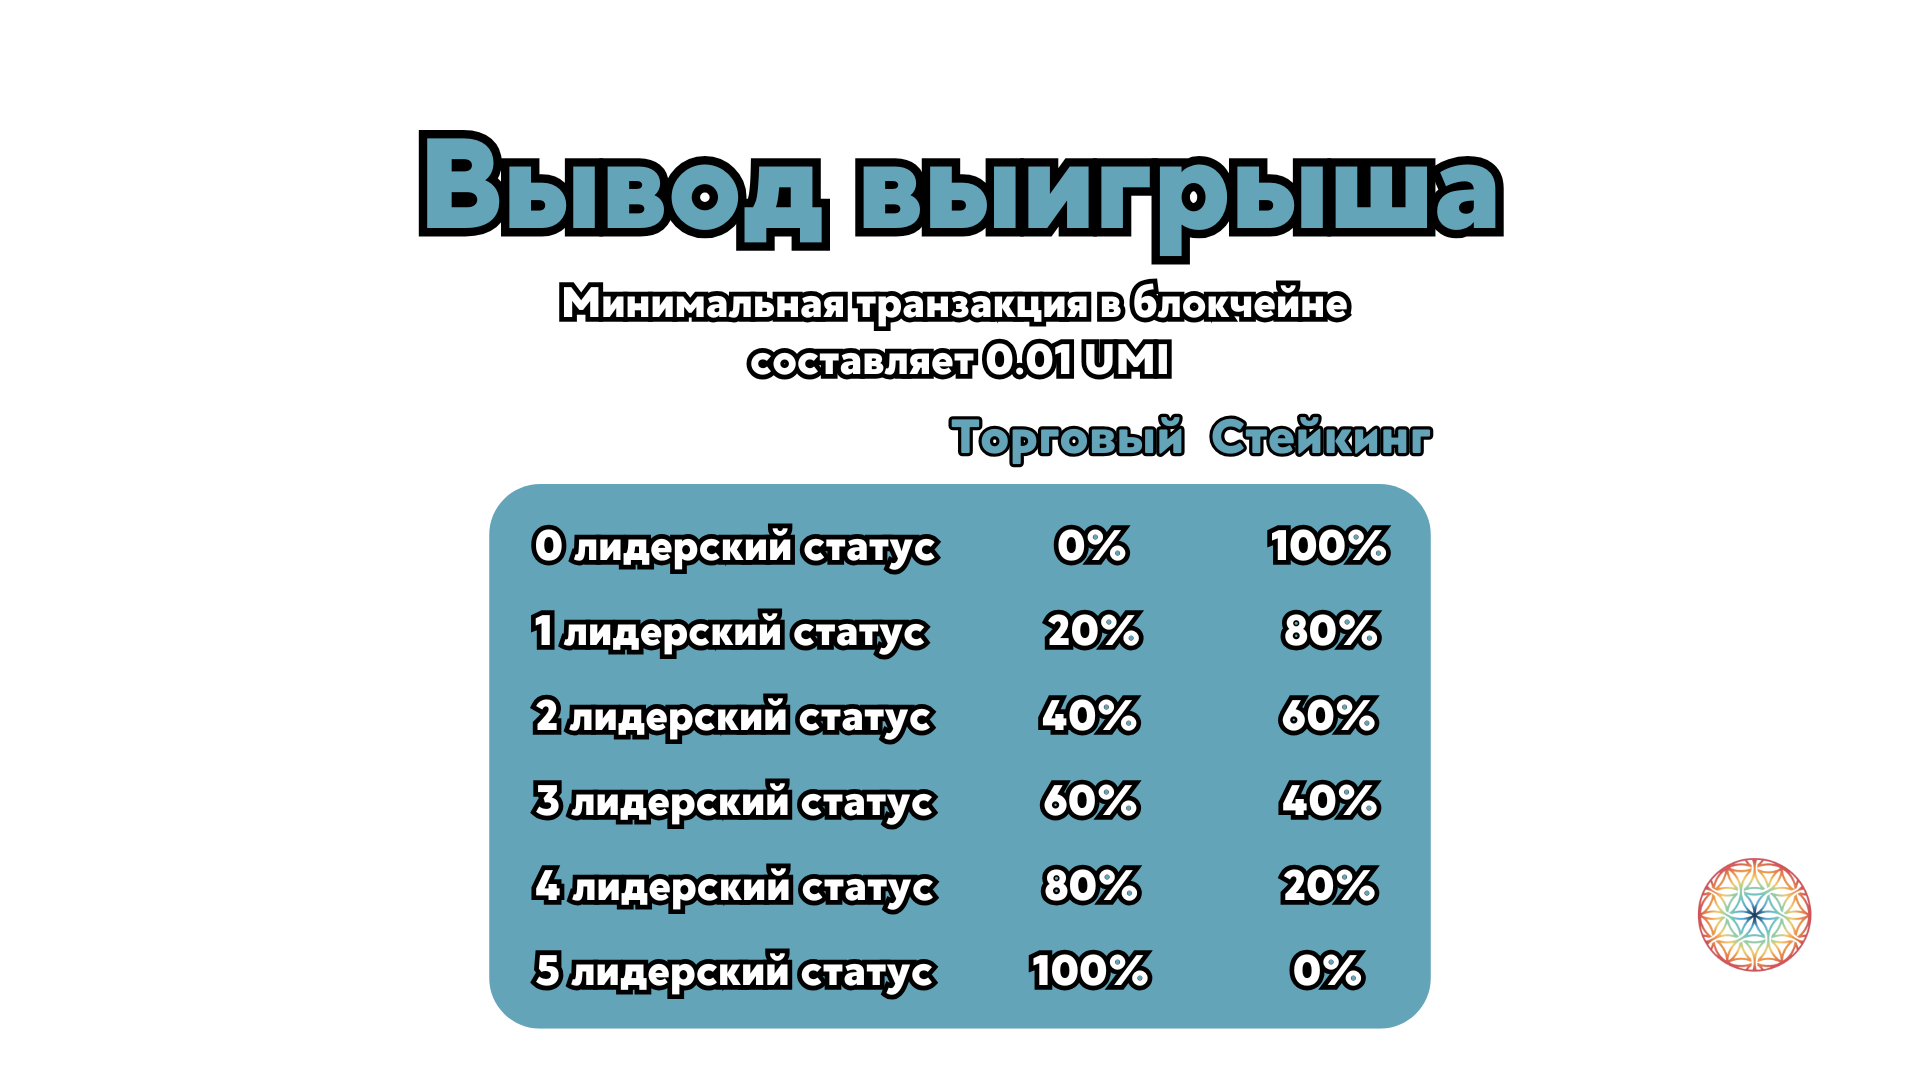 Вывод выигрыша
Минимальная транзакция в блокчейне
составляет 0.01 UMI
Торговый Стейкинг
0 лидерский статус 0% 100%
1 лидерский статус 20% 80%
2 лидерский статус 40% 60%
3 лидерский статус 60% 40%
4 лидерский статус 80% 20%
5 лидерский статус 100% 0%